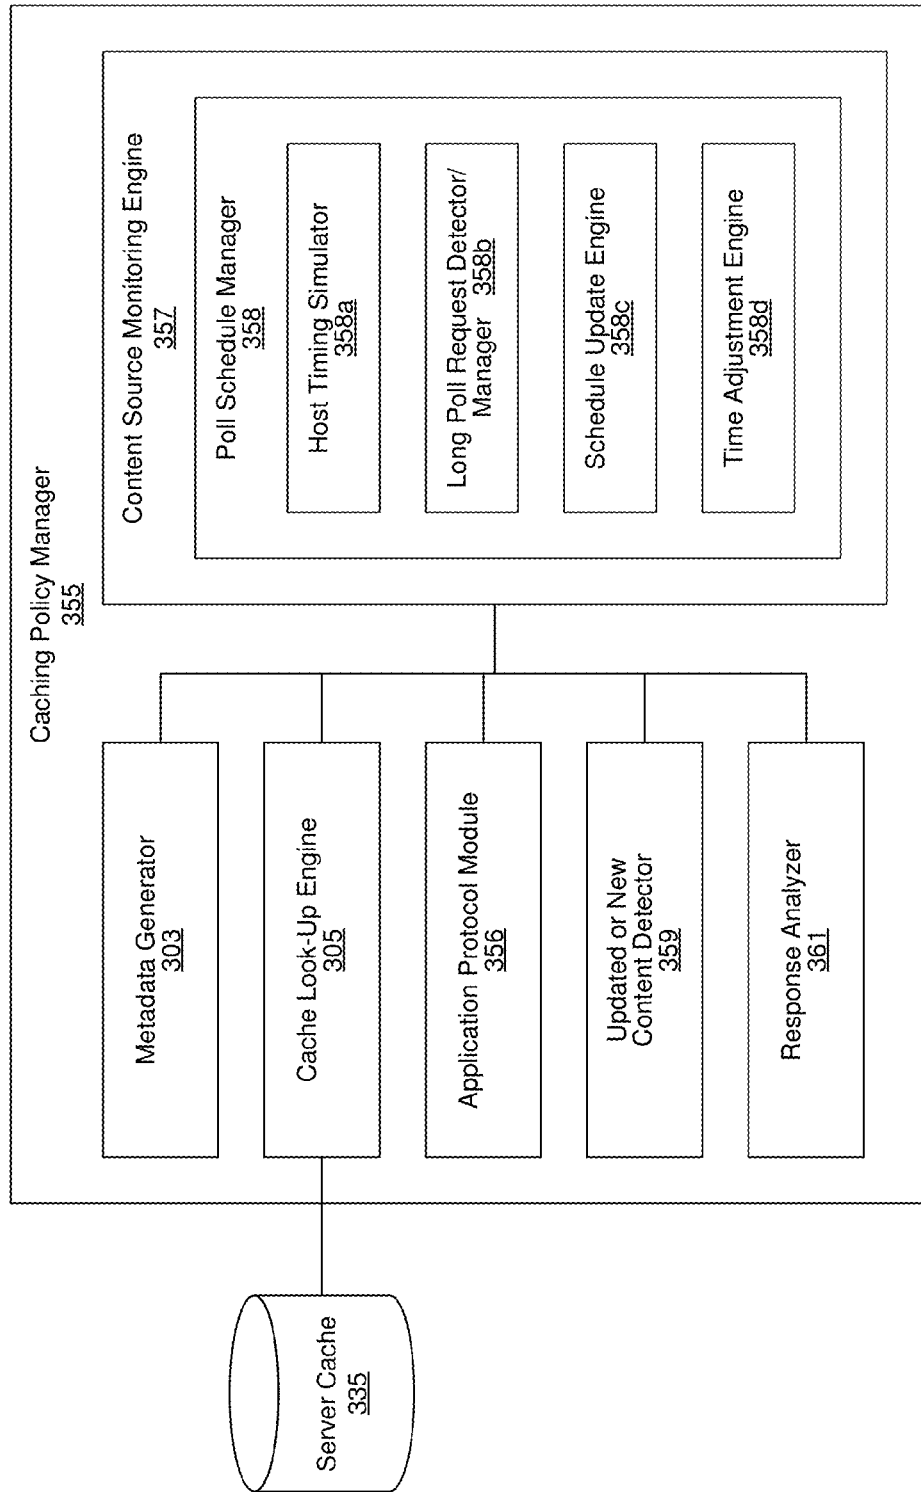 Caching Policy Manager
355
Metadata Generator
303
Cache Look-Up Engine
305
Application Protocol Module
356
Updated or New
Content Detector
359
Response Analyzer
361
Server Cache
335
Content Source Monitoring Engine
357
Poll Schedule Manager
358
Host Timing Simulator
358a
Long Poll Request Detector/
Manager 358b
Schedule Update Engine
358c
Time Adjustment Engine
358d